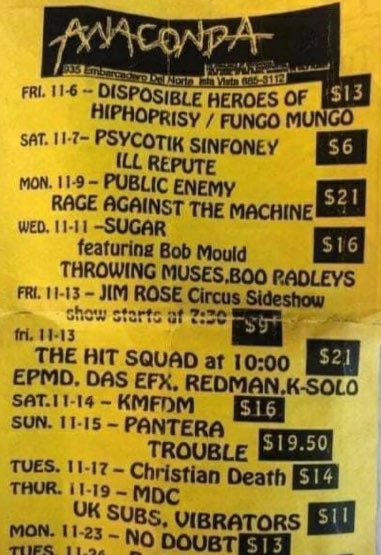 ANACONDA
935 Embarcadero Del Norte Isla Vista 685-3112
FRI. 11-6 – DISPOSIBLE HEROES OF $13
HIPHOPRISY / FUNGO MUNGO
SAT. 11-7– PSYCOTIK SINFONEY $6
ILL REPUTE
MON. 11-9 – PUBLIC ENEMY $21
RAGE AGAINST THE MACHINE
WED. 11-11 –SUGAR $16
featuring Bob Mould
THROWING MUSES,BOO RADLEYS
FRI. 11-13 – JIM ROSE Circus Sideshow
show starts at 7:30 $9
fri. 11-13
THE HIT SQUAD at 10:00 $21
EPMD, DAS EFX, REDMAN,K-SOLO
SAT.11-14 – KMFDM $16
SUN. 11-15 – PANTERA $19.50
TROUBLE
TUES. 11-17 – Christian Death $14
THUR. 11-19 – MDC $11
UK SUBS, VIBRATORS
MON. 11-23 – NO DOUBT $13
TUES.